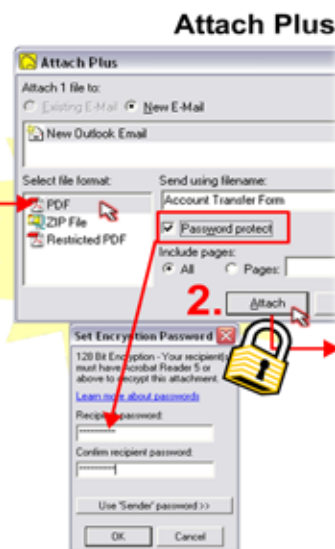 Attach Plus
Attach Plus
Attach 1 file to:
Existing E-Mail New E-Mail
New Outlook Email
Select file format:
Send using filename:
PDF
ZIP File
Restricted PDF
Account Transfer Form
Password protect
Include pages:
All Pages:
2.
Attach
Set Encryption Password
128 Bit Encryption - Your recipient(s)
must have Acrobat Reader 5 or
above to decrypt this attachment.
Learn more about passwords
Recipient password:
Confirm recipient password:
Use 'Sender' password >>
OK Cancel